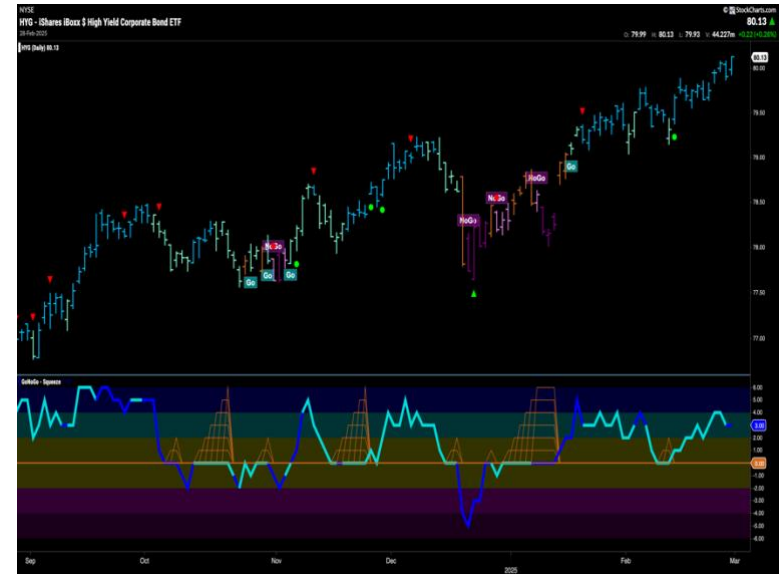 NYSE
© StockCharts.com
HYG - iShares iBoxx $ High Yield Corporate Bond ETF
80.13
28-Feb-2025
O: 79.99 H: 80.13 L: 79.93 V: 44.227m +0.22 (+0.26%)
HYG (Daily) 80.13
80.13
80.00
79.50
79.00
NoGo
Go
NoGo
78.50
NoGo
NoGo
78.00
Go
Go
Go
77.50
77.00
GoNoGo - Squeeze
6.00
5.00
4.00
3.00
2.00
1.00
0.00
-1.00
-2.00
-3.00
-4.00
-5.00
-6.00
Sep
Oct
Nov
Dec
2025
Feb
Mar